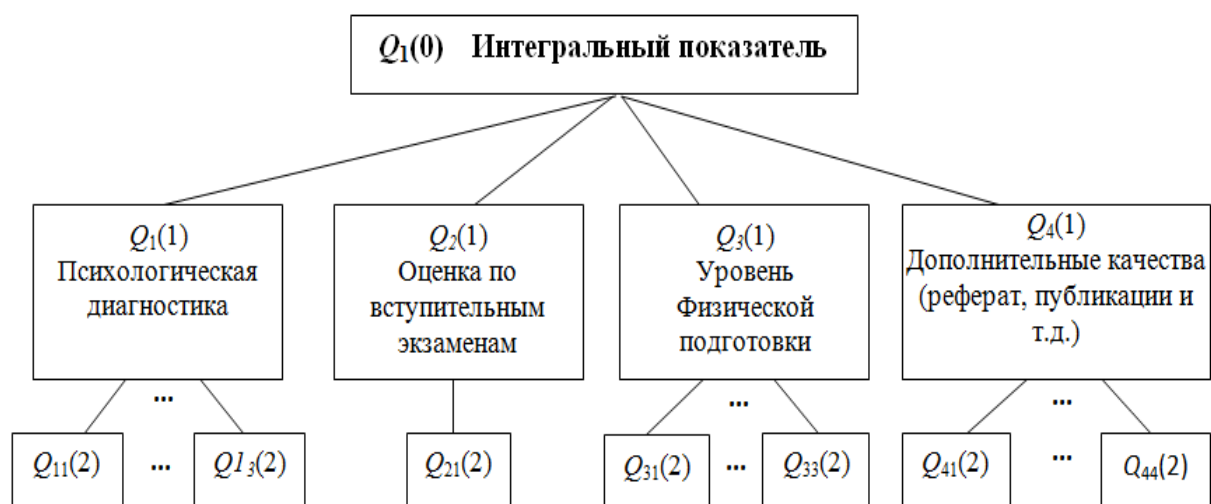 Q₁(0) Интегральный показатель
Q₁(1)
Психологическая
диагностика
Q₂(1)
Оценка по
вступительным
экзаменам
Q₃(1)
Уровень
Физической
подготовки
Q₄(1)
Дополнительные качества
(реферат, публикации и
т.д.)
...
...
...
Q₁₁(2) ... Q1₃(2)
Q₂₁(2)
Q₃₁(2) ... Q₃₃(2)
Q₄₁(2) ... Q₄₄(2)